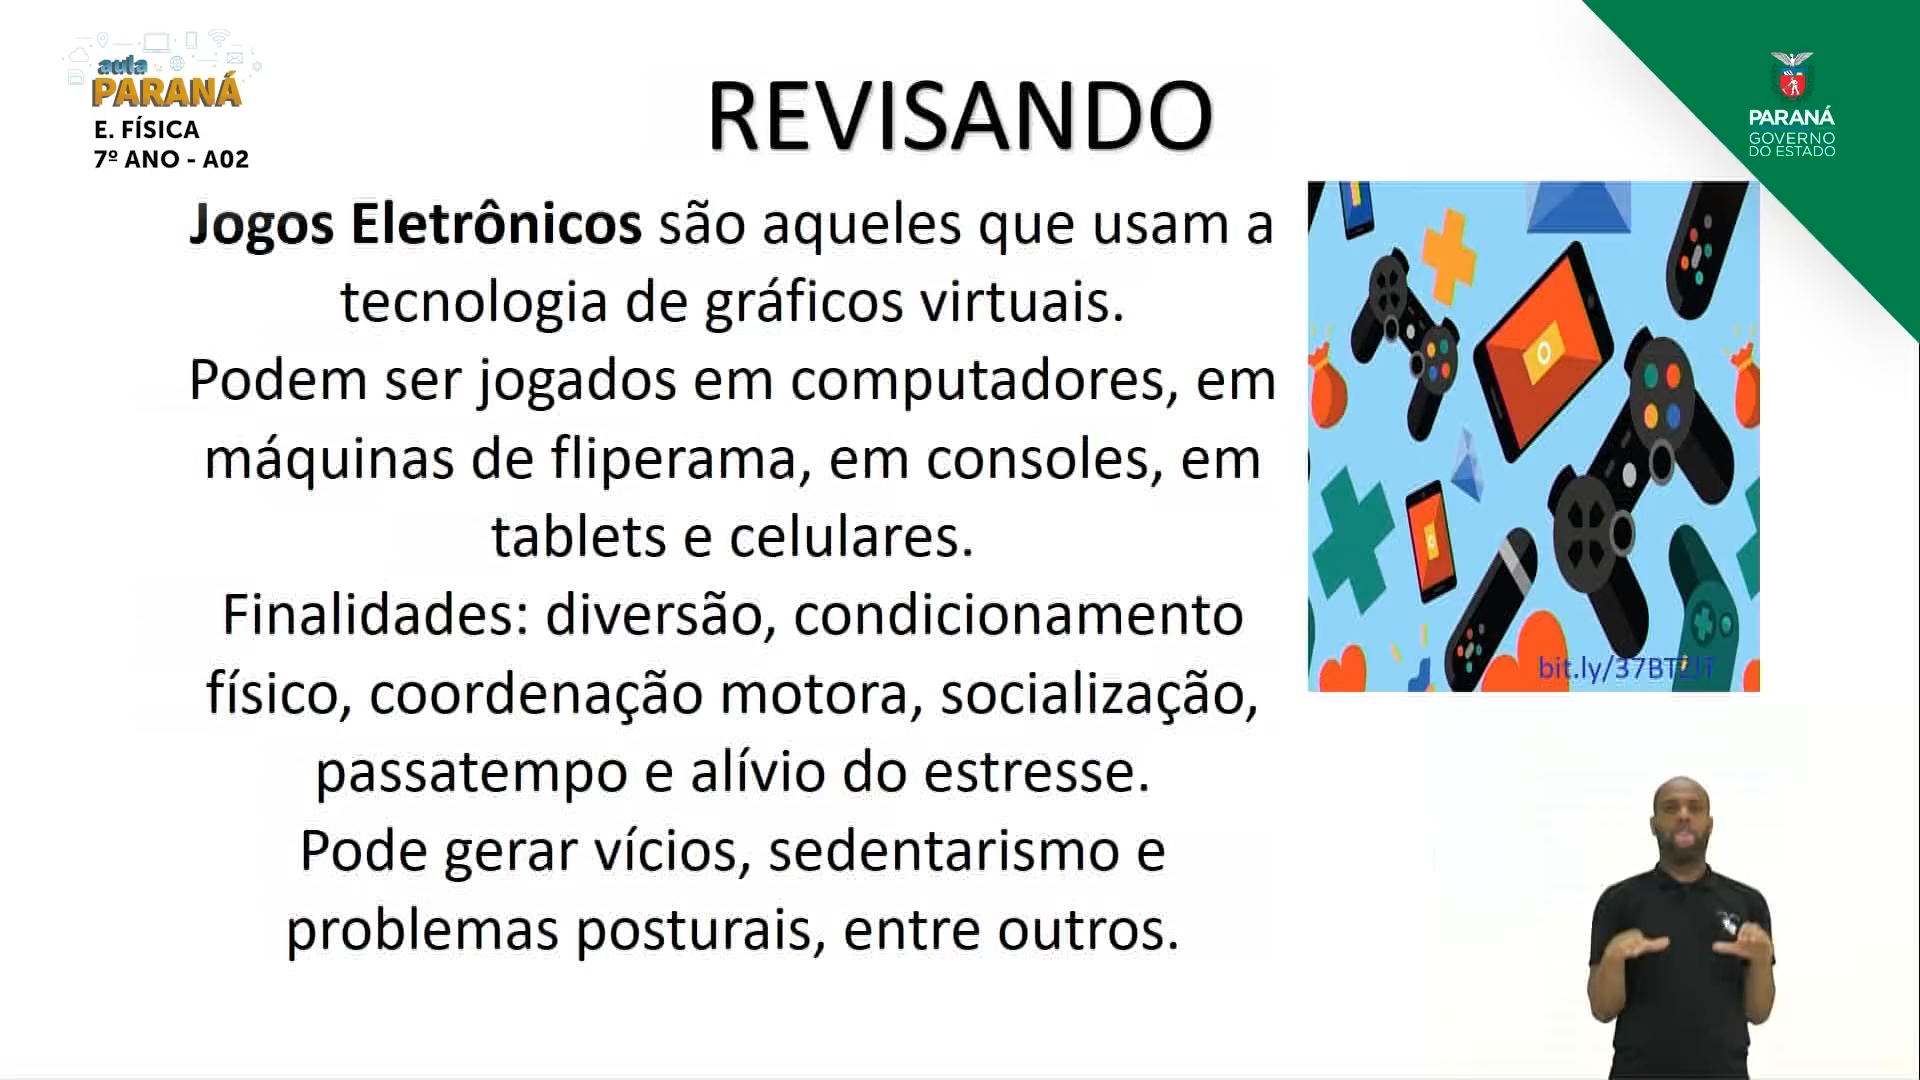 aula
PARANÁ
E. FÍSICA
7º ANO - A02
REVISANDO
PARANÁ
GOVERNO
DO ESTADO
Jogos Eletrônicos são aqueles que usam a
tecnologia de gráficos virtuais.
Podem ser jogados em computadores, em
máquinas de fliperama, em consoles, em
tablets e celulares.
Finalidades: diversão, condicionamento
físico, coordenação motora, socialização,
passatempo e alívio do estresse.
Pode gerar vícios, sedentarismo e
problemas posturais, entre outros.